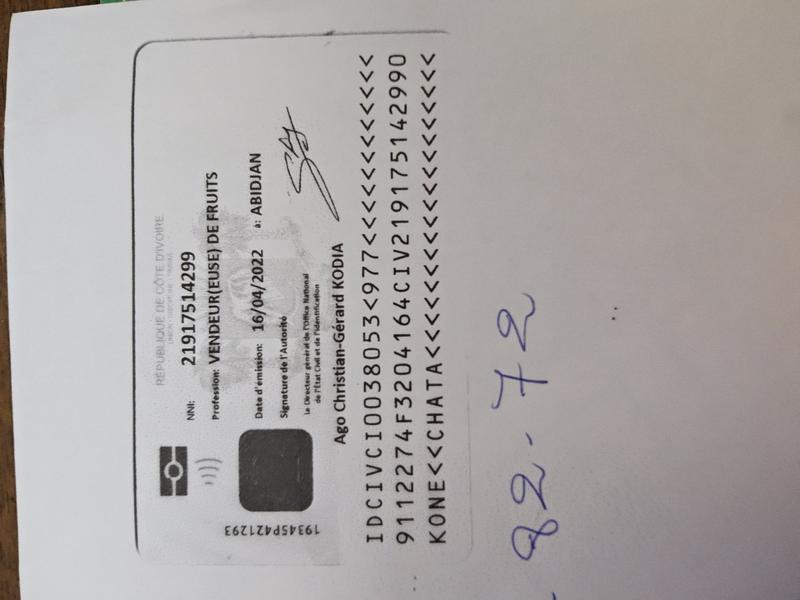 RÉPUBLIQUE DE CÔTE D'IVOIRE
NNI: 21917514299
Profession: VENDEUR(EUSE) DE FRUITS
Date d'émission: 16/04/2022 à: ABIDJAN
Signature de l'Autorité
Le Directeur général de l'Office National
de l'État Civil et de l'Identification
Ago Christian-Gérard KODIA
19345P421293
IDCIVCI0038053<977<<<<<<<<<<<<
9112274F3204164CIV219175142990
KONE<<CHATA<<<<<<<<<<<<<<<<<<<
82-72